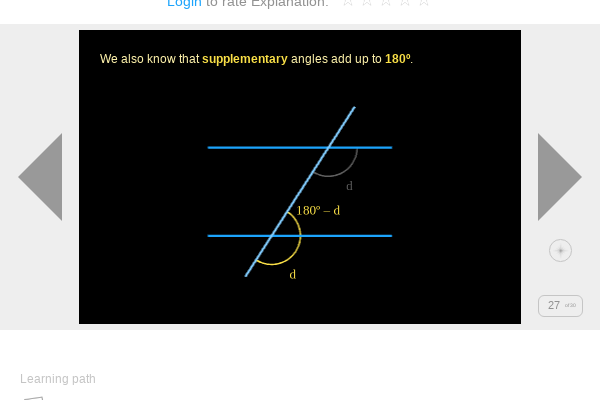 Login to rate Explanation.
We also know that supplementary angles add up to 180º.
d
180º – d
d
27 of 30
Learning path